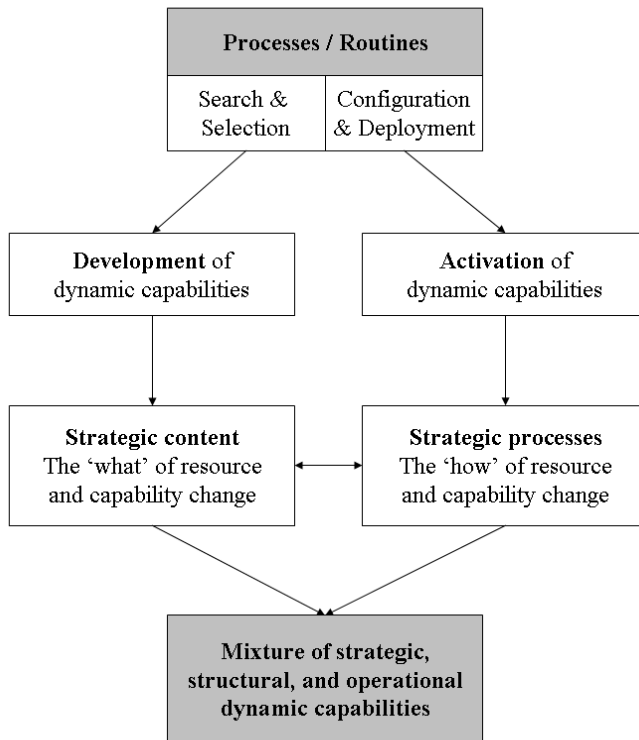 Processes / Routines
Search &
Selection
Configuration
& Deployment
Development of
dynamic capabilities
Activation of
dynamic capabilities
Strategic content
The ‘what’ of resource
and capability change
Strategic processes
The ‘how’ of resource
and capability change
Mixture of strategic,
structural, and operational
dynamic capabilities